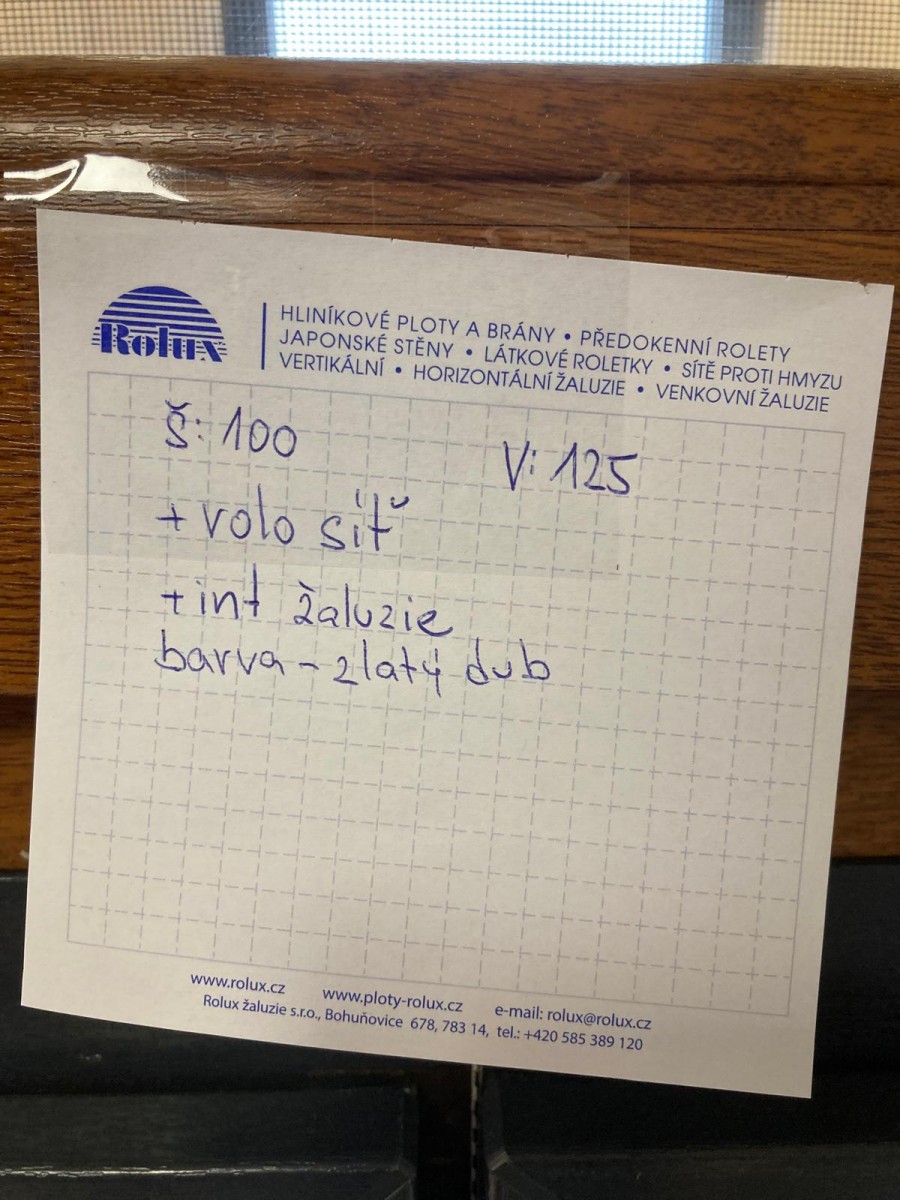 Rolux
HLINÍKOVÉ PLOTY A BRÁNY • PŘEDOKENNÍ ROLETY
JAPONSKÉ STĚNY • LÁTKOVÉ ROLETKY • SÍTĚ PROTI HMYZU
VERTIKÁLNÍ • HORIZONTÁLNÍ ŽALUZIE • VENKOVNÍ ŽALUZIE
Š: 100 V: 125
+ volo síť
+ int žaluzie
barva - zlatý dub
www.rolux.cz www.ploty-rolux.cz e-mail: rolux@rolux.cz
Rolux žaluzie s.r.o., Bohuňovice 678, 783 14, tel.: +420 585 389 120